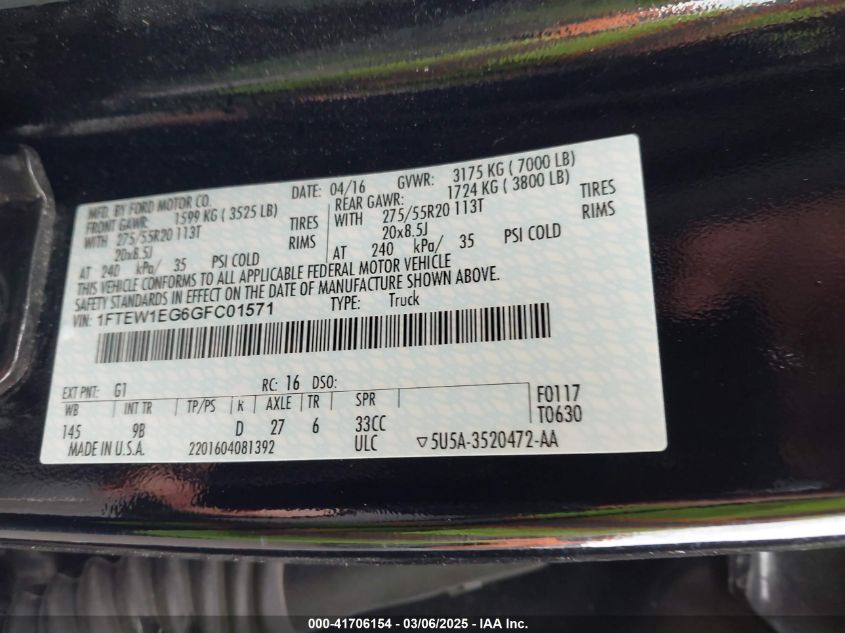 MFD. BY FORD MOTOR CO. DATE: 04/16 GVWR: 3175 KG ( 7000 LB)
FRONT GAWR: 1599 KG ( 3525 LB) REAR GAWR: 1724 KG ( 3800 LB)
WITH 275/55R20 113T TIRES WITH 275/55R20 113T TIRES
20x8.5J RIMS 20x8.5J RIMS
AT 240 kPa/ 35 PSI COLD AT 240 kPa/ 35 PSI COLD
THIS VEHICLE CONFORMS TO ALL APPLICABLE FEDERAL MOTOR VEHICLE
SAFETY STANDARDS IN EFFECT ON THE DATE OF MANUFACTURE SHOWN ABOVE.
VIN: 1FTEW1EG6GFC01571 TYPE: Truck
EXT PNT: G1 RC: 16 DSO: F0117
WB INT TR TP/PS R AXLE TR SPR T0630
145 9B D 27 6 33CC
MADE IN U.S.A. 2201604081392 ULC ▽5U5A-3520472-AA
000-41706154 - 03/06/2025 - IAA Inc.